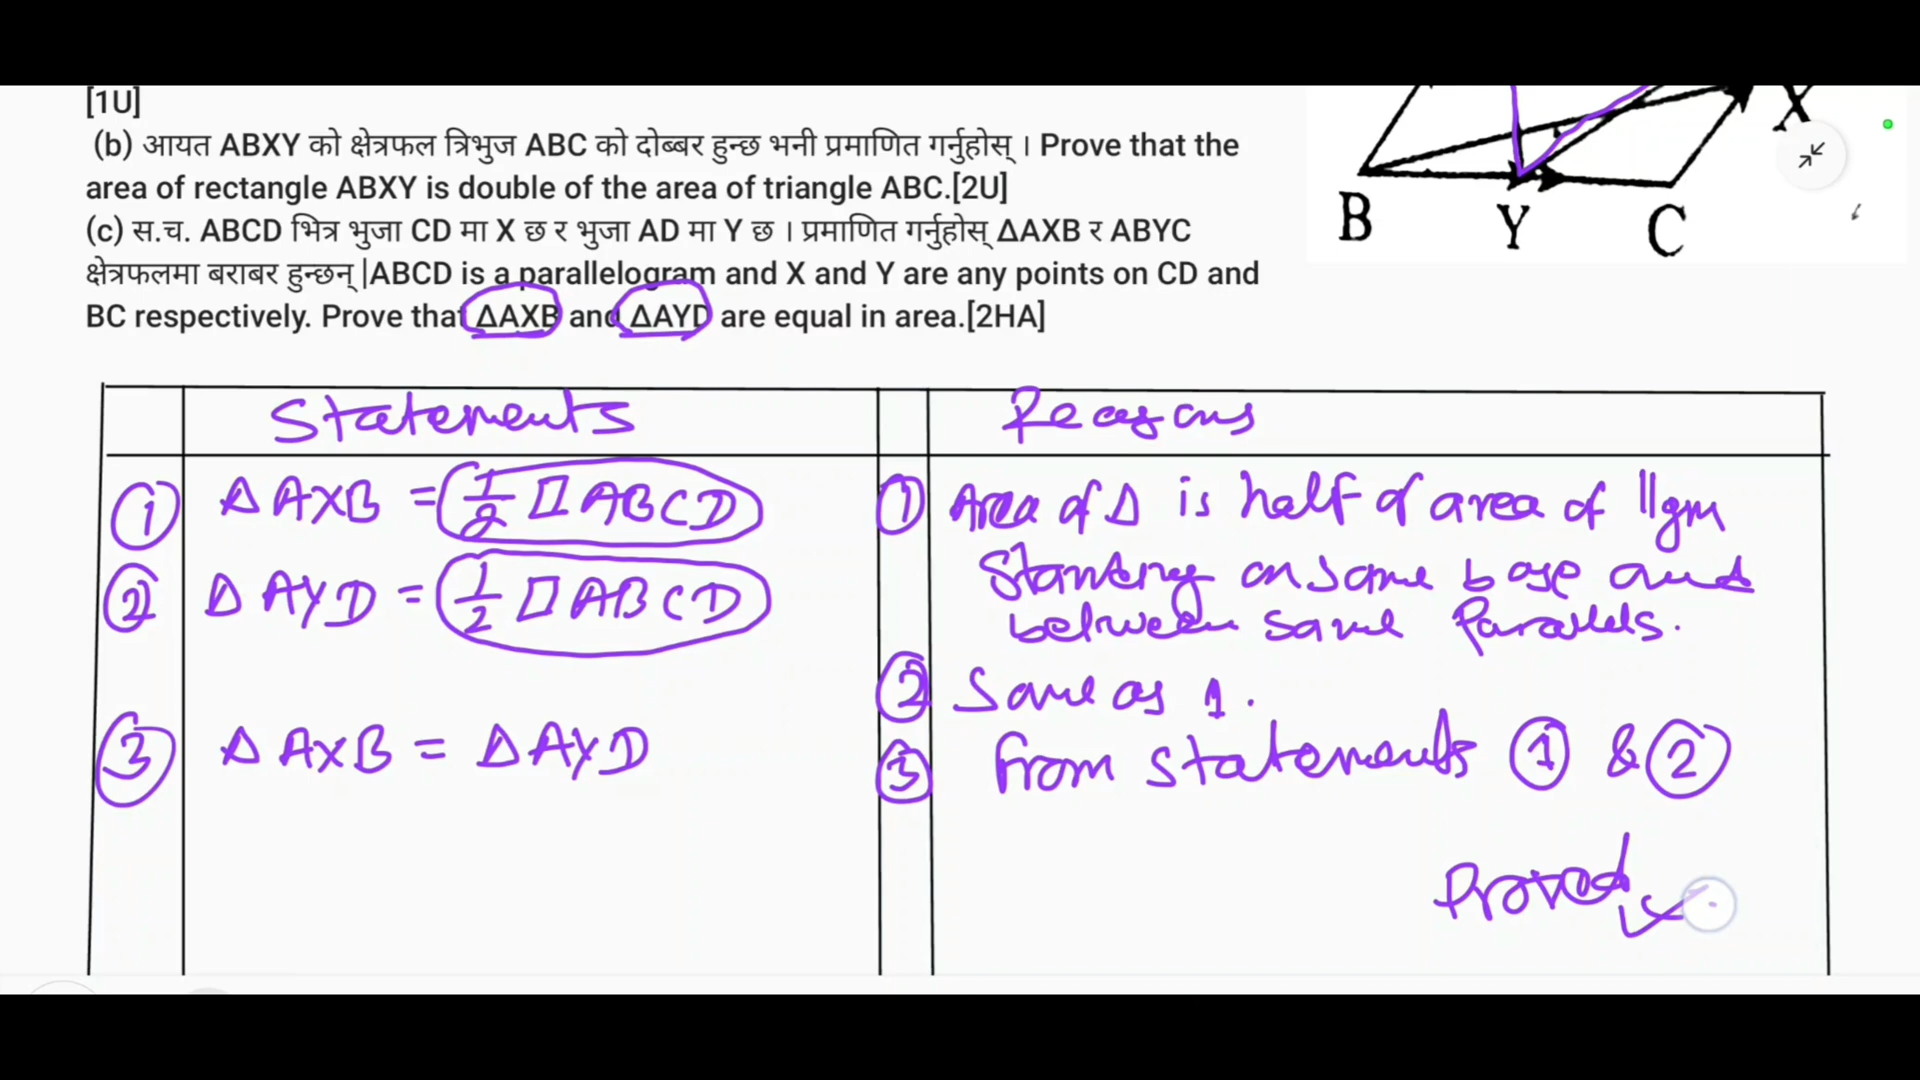 [1U]
(b) आयत ABXY को क्षेत्रफल त्रिभुज ABC को दोब्बर हुन्छ भनी प्रमाणित गर्नुहोस् । Prove that the
area of rectangle ABXY is double of the area of triangle ABC.[2U]
(c) स.च. ABCD भित्र भुजा CD मा X छ र भुजा AD मा Y छ । प्रमाणित गर्नुहोस् ΔAXB र ABYC
क्षेत्रफलमा बराबर हुन्छन् |ABCD is a parallelogram and X and Y are any points on CD and
BC respectively. Prove that ΔAXB and ΔAYD are equal in area.[2HA]
X
B Y C
Statements Reasons
① Δ AXB = 1/2 ▱ ABCD ① Area of Δ is half of area of ||gm
standing on same base and
② Δ AYD = 1/2 ▱ ABCD between same Parallels.
② Same as 1.
③ Δ AXB = Δ AYD ③ From statements ① & ②
Proved